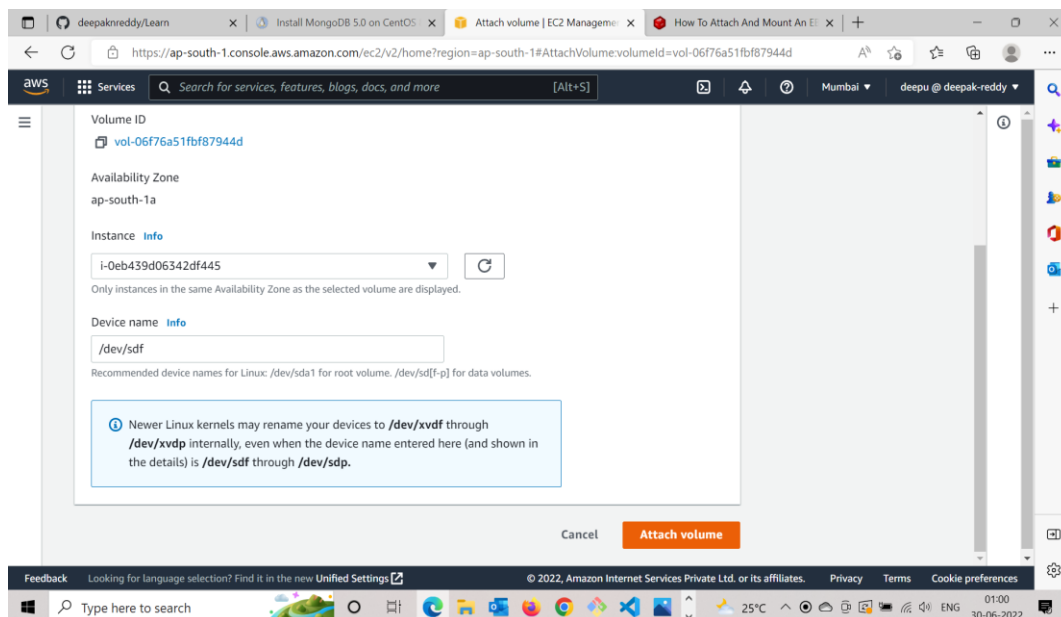 deepaknreddy/Learn
Install MongoDB 5.0 on CentOS
Attach volume | EC2 Managemen
How To Attach And Mount An EB
https://ap-south-1.console.aws.amazon.com/ec2/v2/home?region=ap-south-1#AttachVolume:volumeId=vol-06f76a51fbf87944d
aws
Services
Search for services, features, blogs, docs, and more
[Alt+S]
Mumbai
deepu @ deepak-reddy
Volume ID
vol-06f76a51fbf87944d
Availability Zone
ap-south-1a
Instance Info
i-0eb439d06342df445
Only instances in the same Availability Zone as the selected volume are displayed.
Device name Info
/dev/sdf
Recommended device names for Linux: /dev/sda1 for root volume. /dev/sd[f-p] for data volumes.
Newer Linux kernels may rename your devices to /dev/xvdf through
/dev/xvdp internally, even when the device name entered here (and shown in
the details) is /dev/sdf through /dev/sdp.
Cancel
Attach volume
Feedback
Looking for language selection? Find it in the new Unified Settings
© 2022, Amazon Internet Services Private Ltd. or its affiliates.
Privacy
Terms
Cookie preferences
Type here to search
25°C
ENG
01:00
30-06-2022